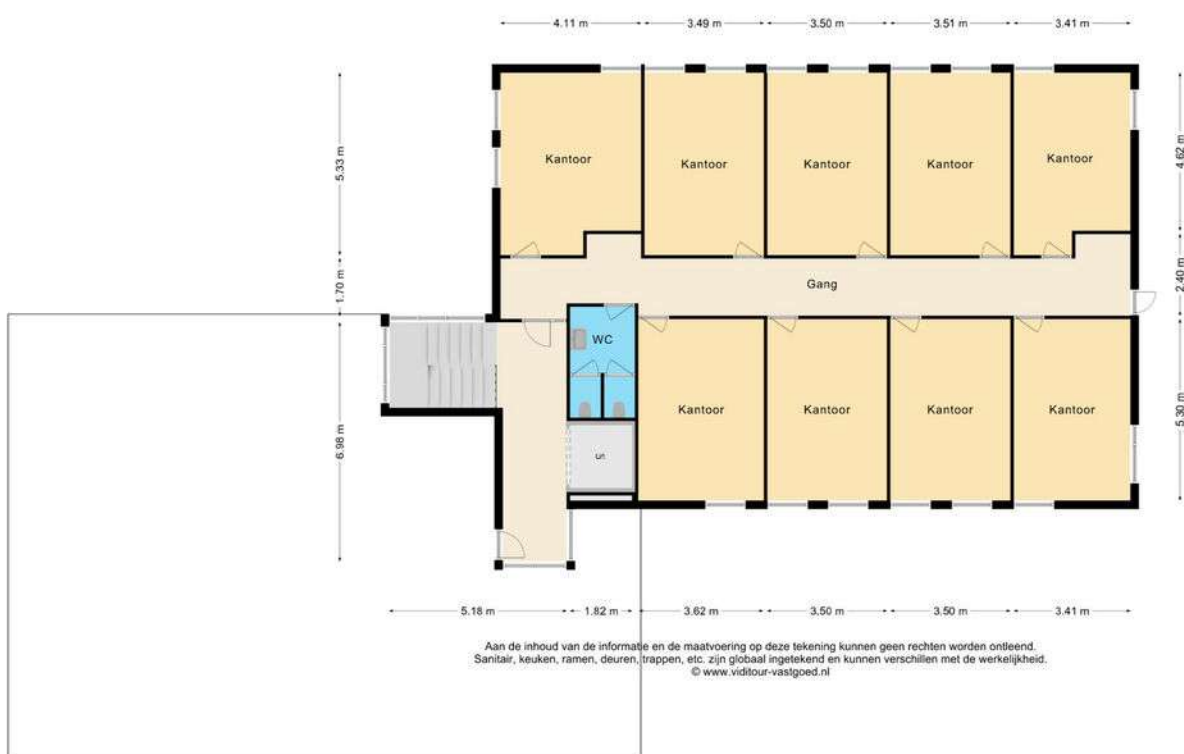 4.11 m 3.49 m 3.50 m 3.51 m 3.41 m
5.33 m
4.62 m
Kantoor Kantoor Kantoor Kantoor Kantoor
1.70 m
2.40 m
Gang
WC
6.98 m
5.30 m
Kantoor Kantoor Kantoor Kantoor
5.18 m 1.82 m 3.62 m 3.50 m 3.50 m 3.41 m
Aan de inhoud van de informatie en de maatvoering op deze tekening kunnen geen rechten worden ontleend.
Sanitair, keuken, ramen, deuren, trappen, etc. zijn globaal ingetekend en kunnen verschillen met de werkelijkheid.
© www.viditour-vastgoed.nl